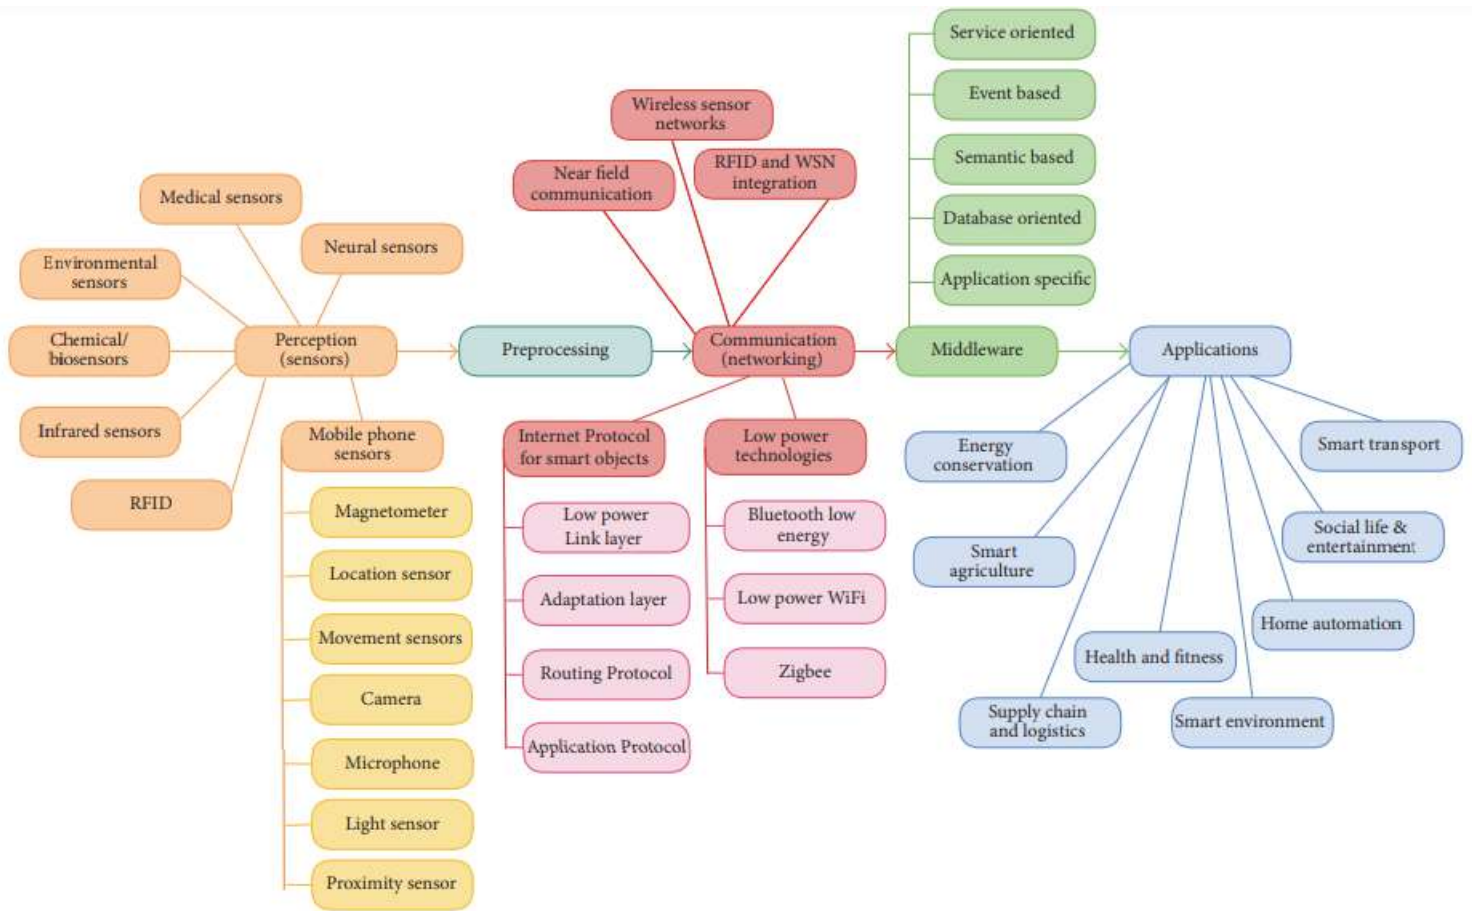 Service oriented
Event based
Semantic based
Database oriented
Application specific
Wireless sensor
networks
Near field
communication
RFID and WSN
integration
Medical sensors
Neural sensors
Environmental
sensors
Chemical/
biosensors
Infrared sensors
RFID
Perception
(sensors)
Preprocessing
Communication
(networking)
Middleware
Applications
Mobile phone
sensors
Magnetometer
Location sensor
Movement sensors
Camera
Microphone
Light sensor
Proximity sensor
Internet Protocol
for smart objects
Low power
Link layer
Adaptation layer
Routing Protocol
Application Protocol
Low power
technologies
Bluetooth low
energy
Low power WiFi
Zigbee
Energy
conservation
Smart
agriculture
Supply chain
and logistics
Health and fitness
Smart environment
Home automation
Social life &
entertainment
Smart transport